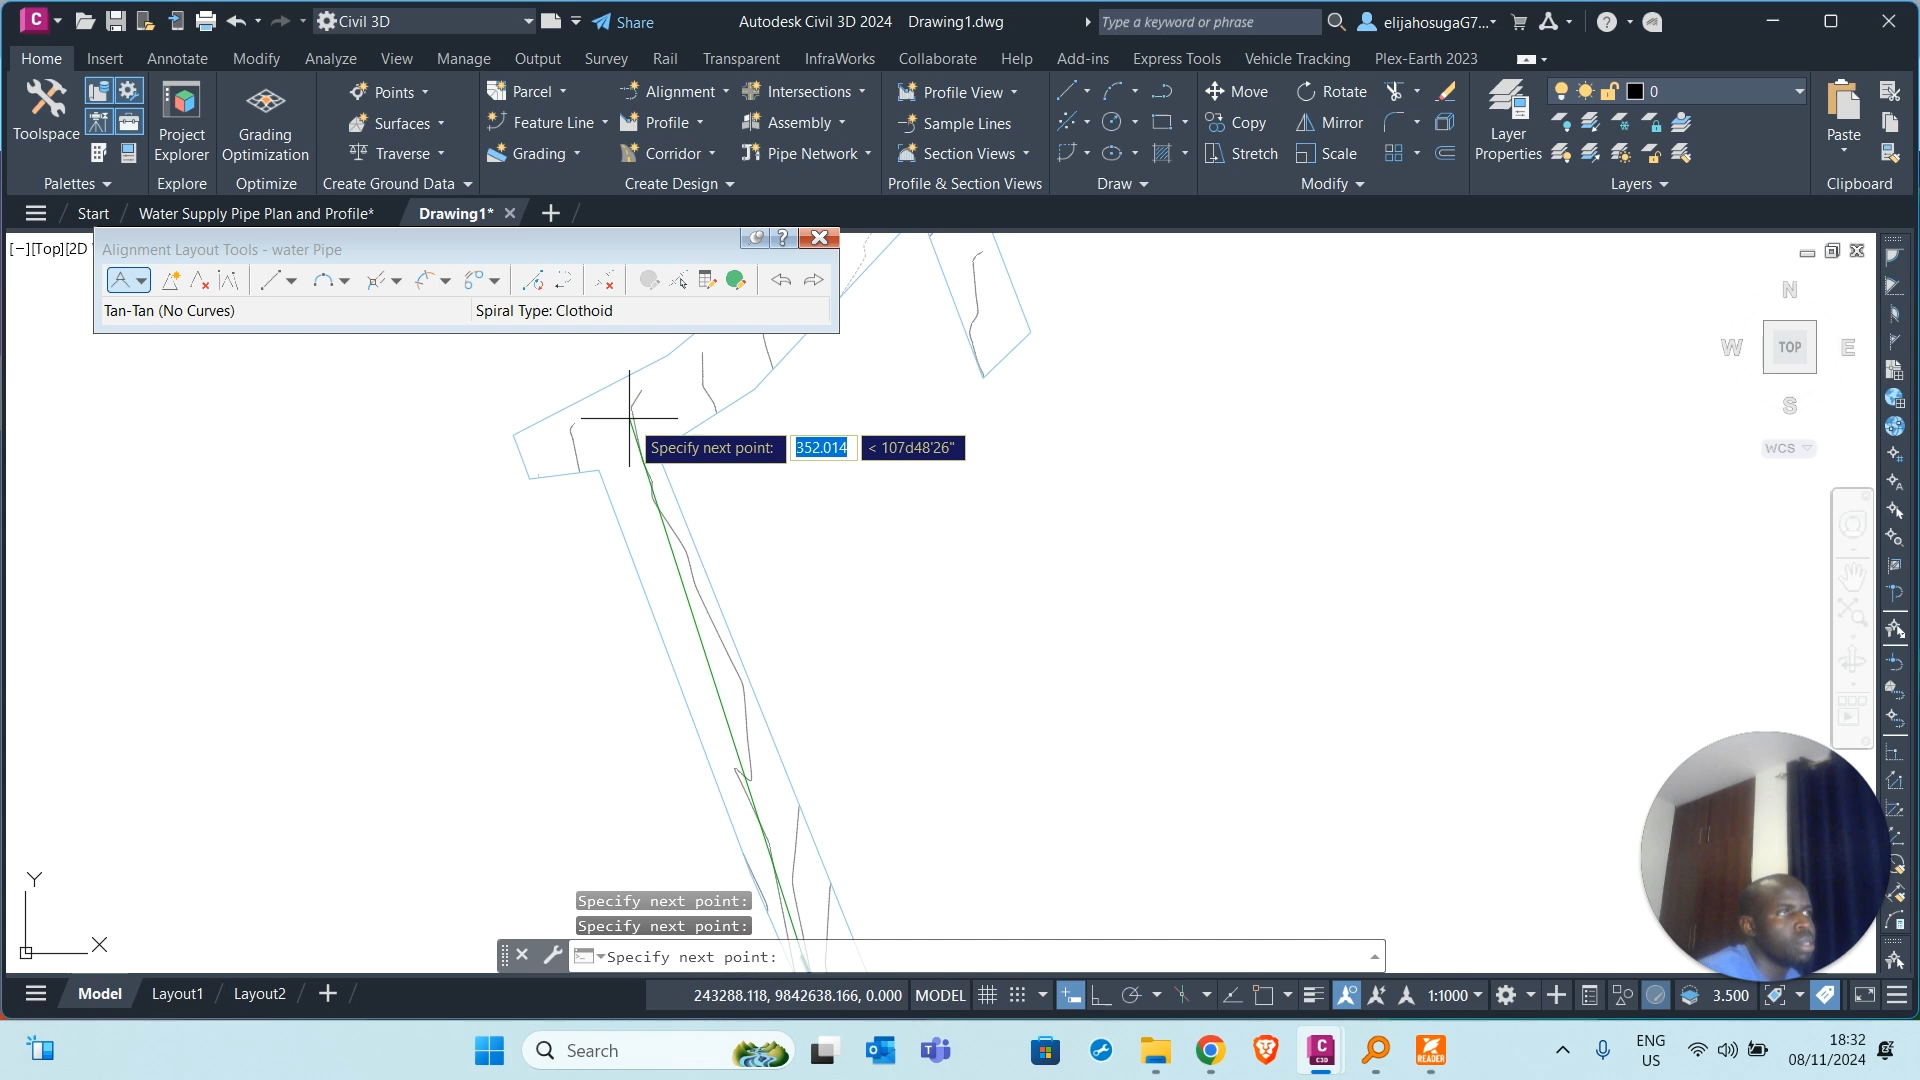 C
Civil 3D
Share
Autodesk Civil 3D 2024 Drawing1.dwg
Type a keyword or phrase
elijahosugaG7...
Home Insert Annotate Modify Analyze View Manage Output Survey Rail Transparent InfraWorks Collaborate Help Add-ins Express Tools Vehicle Tracking Plex-Earth 2023
Toolspace
Project
Explorer
Grading
Optimization
Points
Surfaces
Traverse
Parcel
Feature Line
Grading
Alignment
Profile
Corridor
Intersections
Assembly
Pipe Network
Profile View
Sample Lines
Section Views
Move
Copy
Stretch
Rotate
Mirror
Scale
Layer
Properties
0
Paste
Palettes Explore Optimize Create Ground Data Create Design Profile & Section Views Draw Modify Layers Clipboard
Start Water Supply Pipe Plan and Profile* Drawing1*
[−][Top][2D
Alignment Layout Tools - water Pipe
Tan-Tan (No Curves) Spiral Type: Clothoid
N
W TOP E
S
WCS
Specify next point: 352.014 < 107d48'26"
Y
X
Specify next point:
Specify next point:
Specify next point:
Model Layout1 Layout2
243288.118, 9842638.166, 0.000 MODEL 1:1000 3.500
Search
C
C3D
READER
ENG
US
18:32
08/11/2024